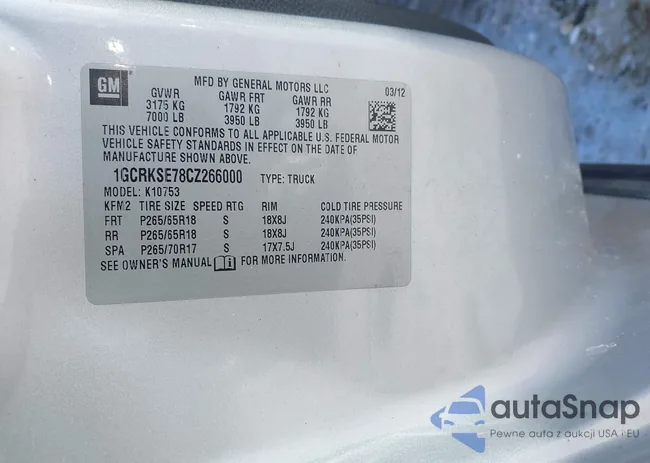 GM
MFD BY GENERAL MOTORS LLC
03/12
GVWR GAWR FRT GAWR RR
3175 KG 1792 KG 1792 KG
7000 LB 3950 LB 3950 LB
THIS VEHICLE CONFORMS TO ALL APPLICABLE U.S. FEDERAL MOTOR
VEHICLE SAFETY STANDARDS IN EFFECT ON THE DATE OF
MANUFACTURE SHOWN ABOVE.
1GCRKSE78CZ266000 TYPE: TRUCK
MODEL: K10753
KFM2 TIRE SIZE SPEED RTG RIM COLD TIRE PRESSURE
FRT P265/65R18 S 18X8J 240KPA(35PSI)
RR P265/65R18 S 18X8J 240KPA(35PSI)
SPA P265/70R17 S 17X7.5J 240KPA(35PSI)
SEE OWNER'S MANUAL FOR MORE INFORMATION.
autaSnap
Pewne auta z aukcji USA i EU